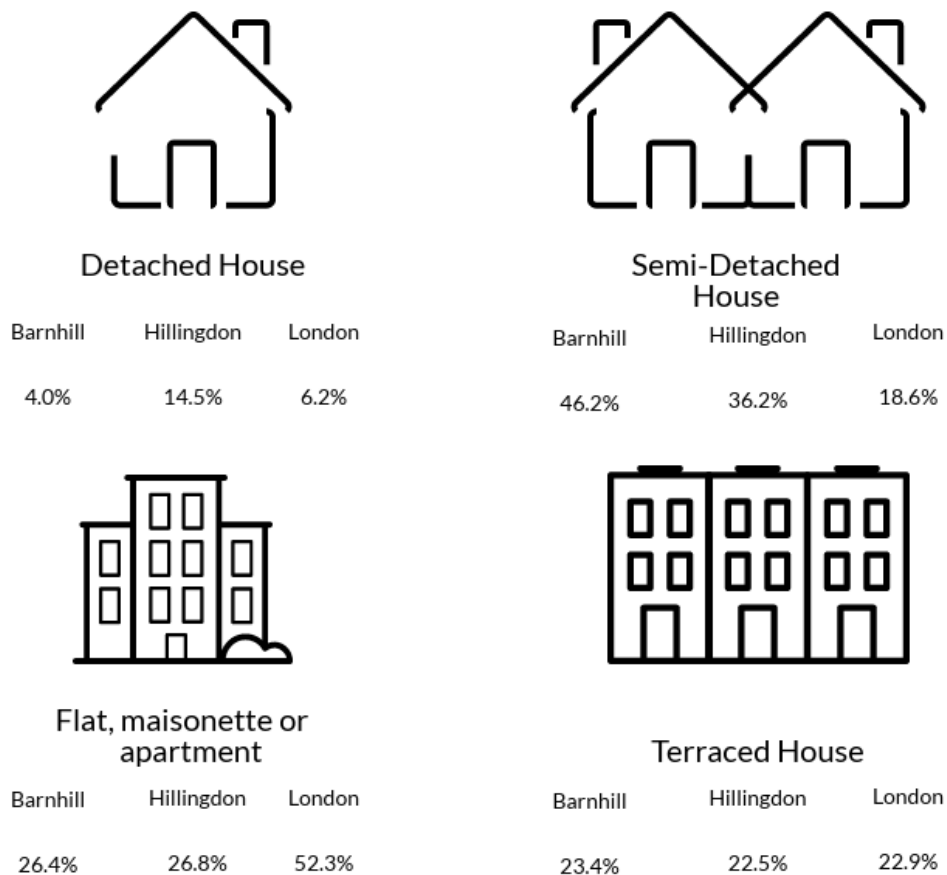 Detached House
Barnhill Hillingdon London
4.0% 14.5% 6.2%
Semi-Detached
House
Barnhill Hillingdon London
46.2% 36.2% 18.6%
Flat, maisonette or
apartment
Barnhill Hillingdon London
26.4% 26.8% 52.3%
Terraced House
Barnhill Hillingdon London
23.4% 22.5% 22.9%